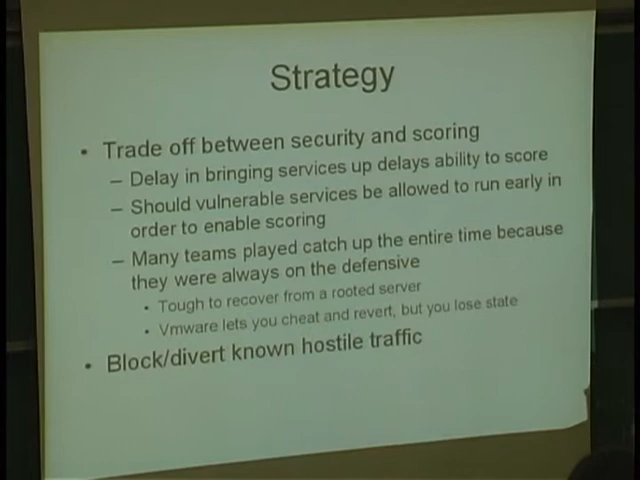 Strategy
• Trade off between security and scoring
– Delay in bringing services up delays ability to score
– Should vulnerable services be allowed to run early in
order to enable scoring
– Many teams played catch up the entire time because
they were always on the defensive
• Tough to recover from a rooted server
• Vmware lets you cheat and revert, but you lose state
• Block/divert known hostile traffic